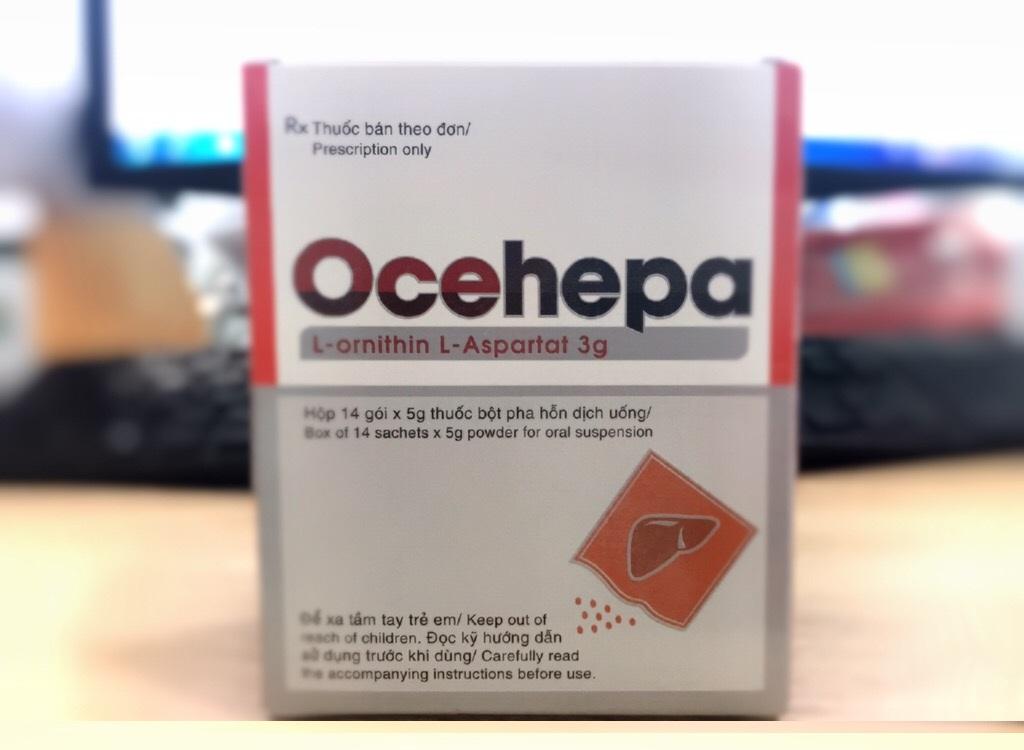 Rx Thuốc bán theo đơn/
Prescription only
Ocehepa
L-ornithin L-Aspartat 3g
Hộp 14 gói x 5g thuốc bột pha hỗn dịch uống/
Box of 14 sachets x 5g powder for oral suspension
Để xa tầm tay trẻ em/ Keep out of
reach of children. Đọc kỹ hướng dẫn
sử dụng trước khi dùng/ Carefully read
the accompanying instructions before use.